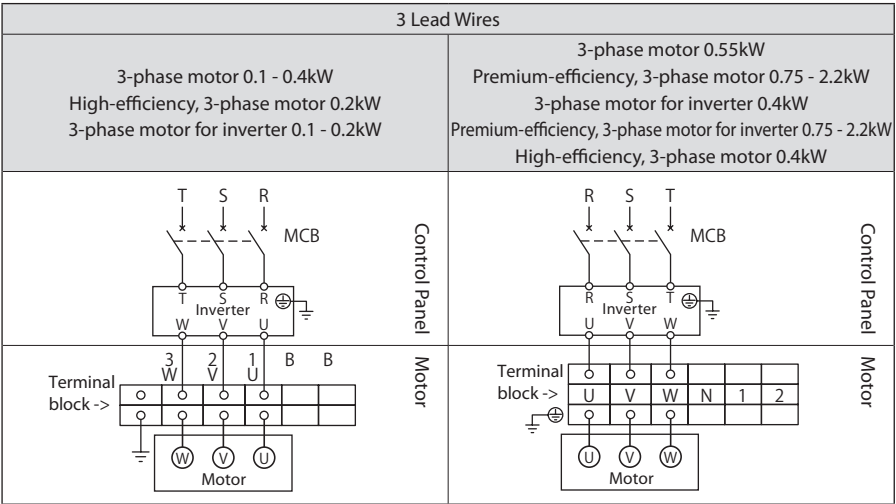 3 Lead Wires
3-phase motor 0.1 - 0.4kW
High-efficiency, 3-phase motor 0.2kW
3-phase motor for inverter 0.1 - 0.2kW
3-phase motor 0.55kW
Premium-efficiency, 3-phase motor 0.75 - 2.2kW
3-phase motor for inverter 0.4kW
Premium-efficiency, 3-phase motor for inverter 0.75 - 2.2kW
High-efficiency, 3-phase motor 0.4kW
T S R
MCB
T S R
Inverter
W V U
Control Panel
3 2 1 B B
W V U
Terminal
block ->
W V U
Motor
Motor
R S T
MCB
R S T
Inverter
U V W
Control Panel
Terminal
block ->
U V W N 1 2
U V W
Motor
Motor